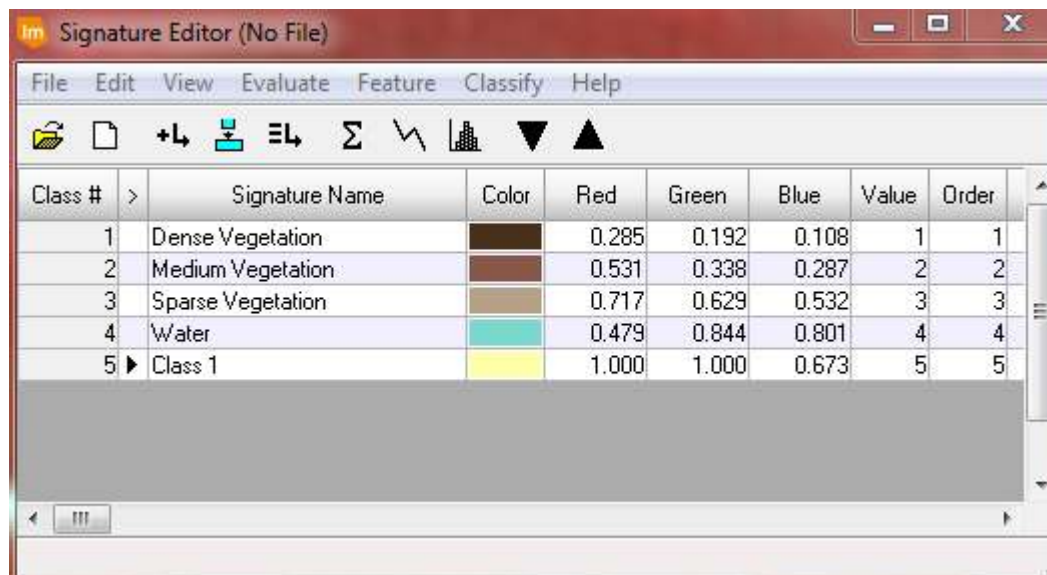 Im Signature Editor (No File)
File Edit View Evaluate Feature Classify Help
Class # > Signature Name Color Red Green Blue Value Order
1 Dense Vegetation 0.285 0.192 0.108 1 1
2 Medium Vegetation 0.531 0.338 0.287 2 2
3 Sparse Vegetation 0.717 0.629 0.532 3 3
4 Water 0.479 0.844 0.801 4 4
5 Class 1 1.000 1.000 0.673 5 5